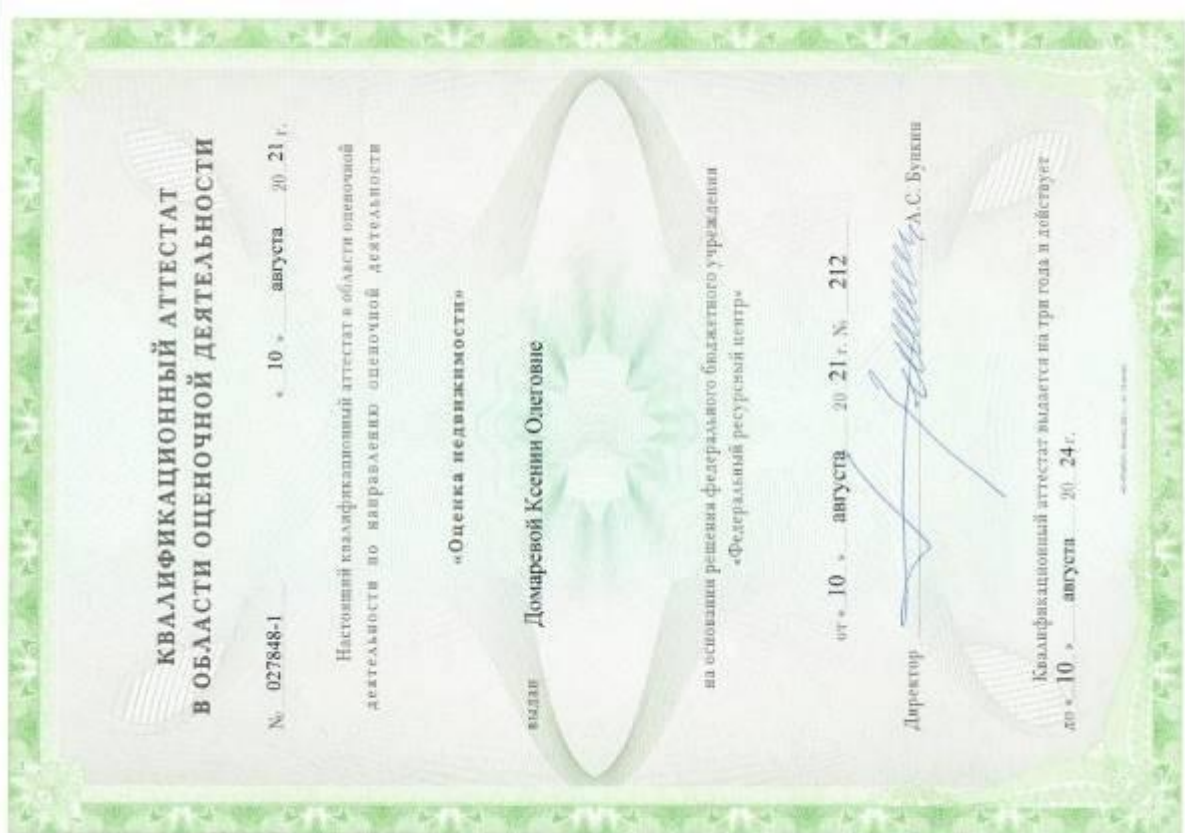 КВАЛИФИКАЦИОННЫЙ АТТЕСТАТ
В ОБЛАСТИ ОЦЕНОЧНОЙ ДЕЯТЕЛЬНОСТИ
№ 027848-1 « 10 » августа 20 21 г.
Настоящий квалификационный аттестат в области оценочной
деятельности по направлению оценочной деятельности
«Оценка недвижимости»
выдан Домаревой Ксении Олеговне
на основании решения федерального бюджетного учреждения
«Федеральный ресурсный центр»
от « 10 » августа 20 21 г. № 212
Директор А.С. Бункин
Квалификационный аттестат выдается на три года и действует
до « 10 » августа 20 24 г.